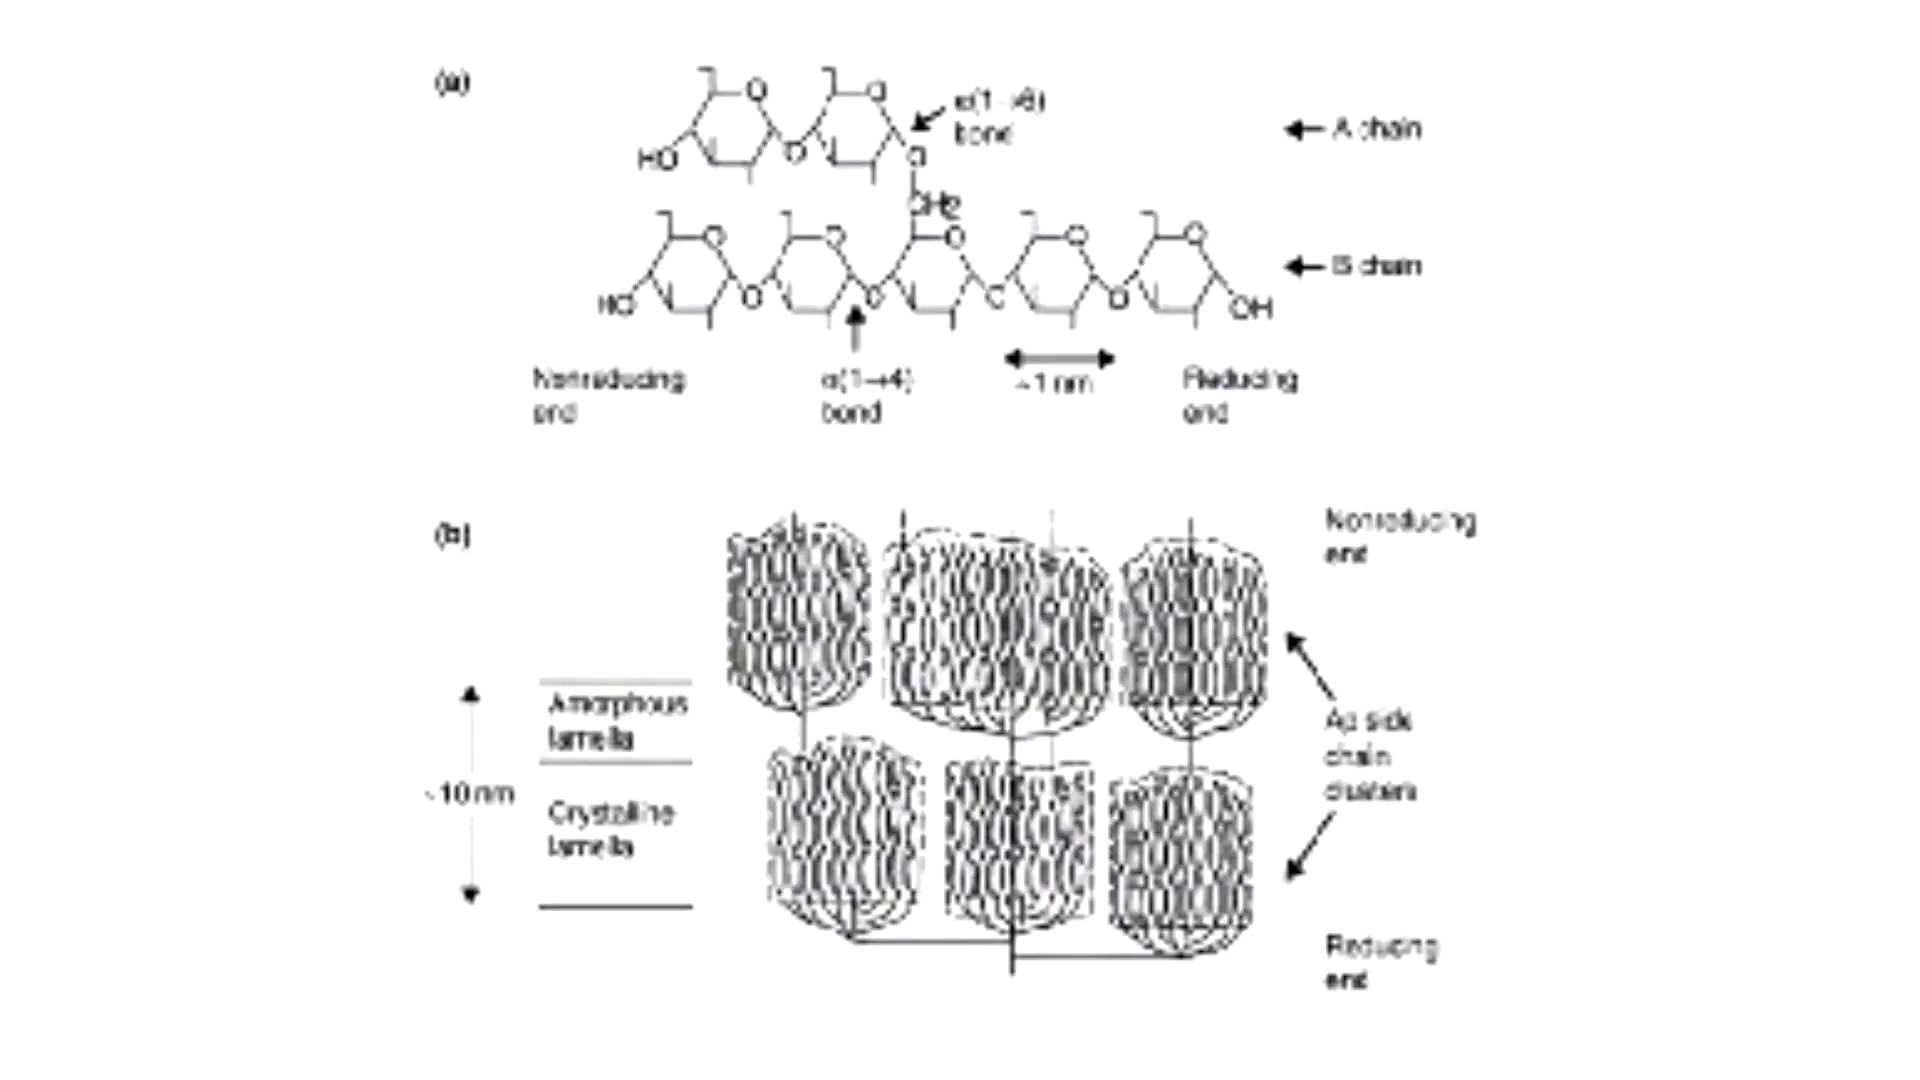 (a)
α(1→6)
bond
A chain
HO
O
O
O
O
CH2
B chain
O
O
O
O
O
HO
O
O
O
O
OH
Nonreducing
end
α(1→4)
bond
~1 nm
Reducing
end
(b)
Nonreducing
end
Amorphous
lamella
~10 nm
Crystalline
lamella
Ap side
chain
clusters
Reducing
end